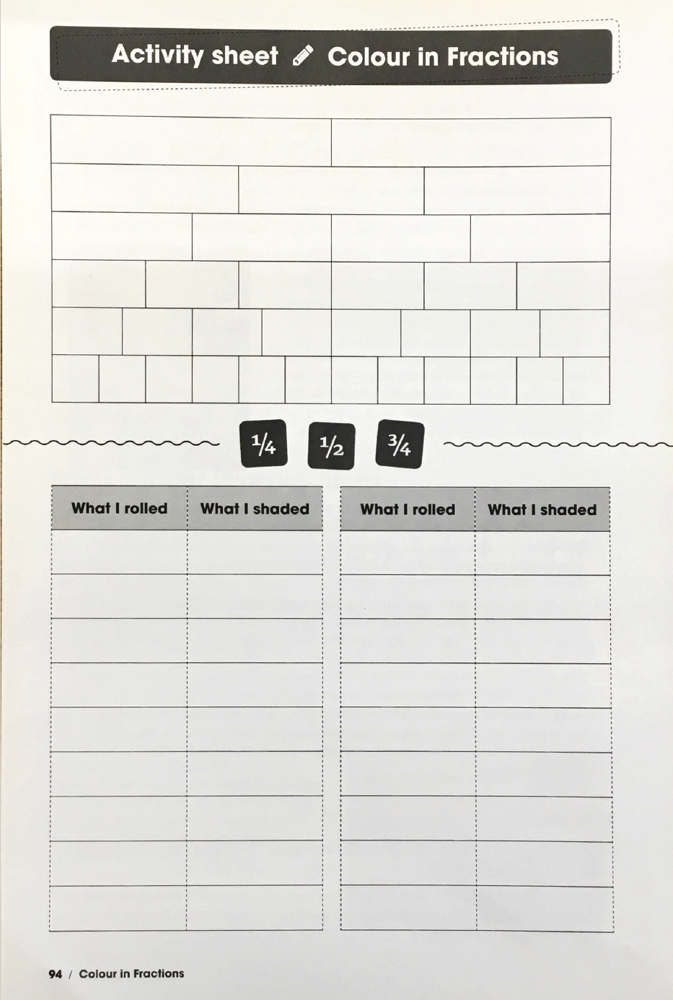 Activity sheet Colour in Fractions
1/4 1/2 3/4
What I rolled What I shaded What I rolled What I shaded
94 / Colour in Fractions